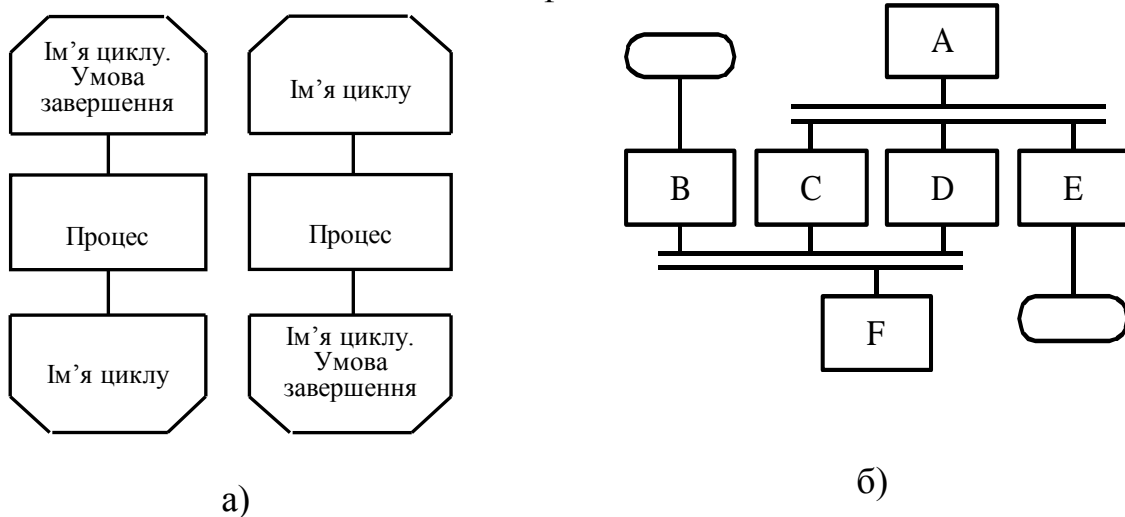 Ім’я циклу.
Умова
завершення
Ім’я циклу
Процес
Процес
Ім’я циклу
Ім’я циклу.
Умова
завершення
а)
A
B
C
D
E
F
б)